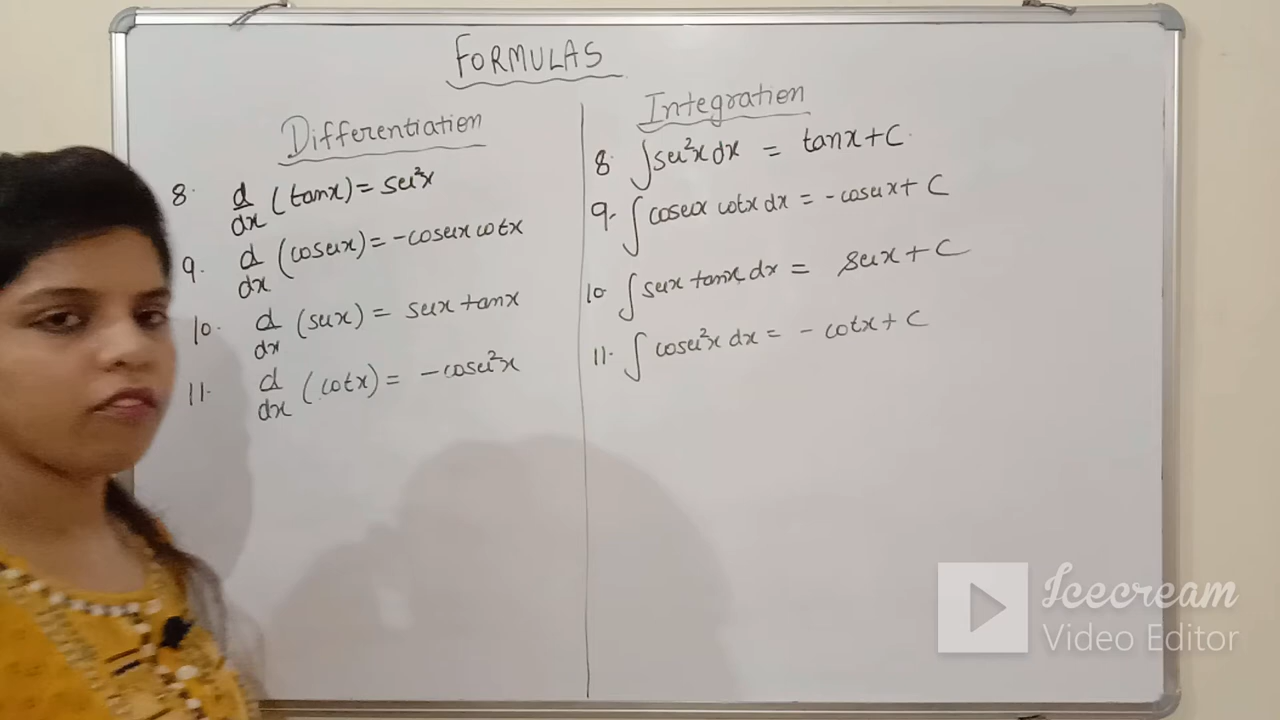 FORMULAS
Differentiation
8. d/dx (tanx) = sec²x
9. d/dx (cosecx) = -cosecx cotx
10. d/dx (secx) = secx tanx
11. d/dx (cotx) = -cosec²x
Integration
8. ∫sec²x dx = tanx + C
9. ∫cosecx cotx dx = -cosecx + C
10. ∫secx tanx dx = secx + C
11. ∫cosec²x dx = -cotx + C
Icecream
Video Editor